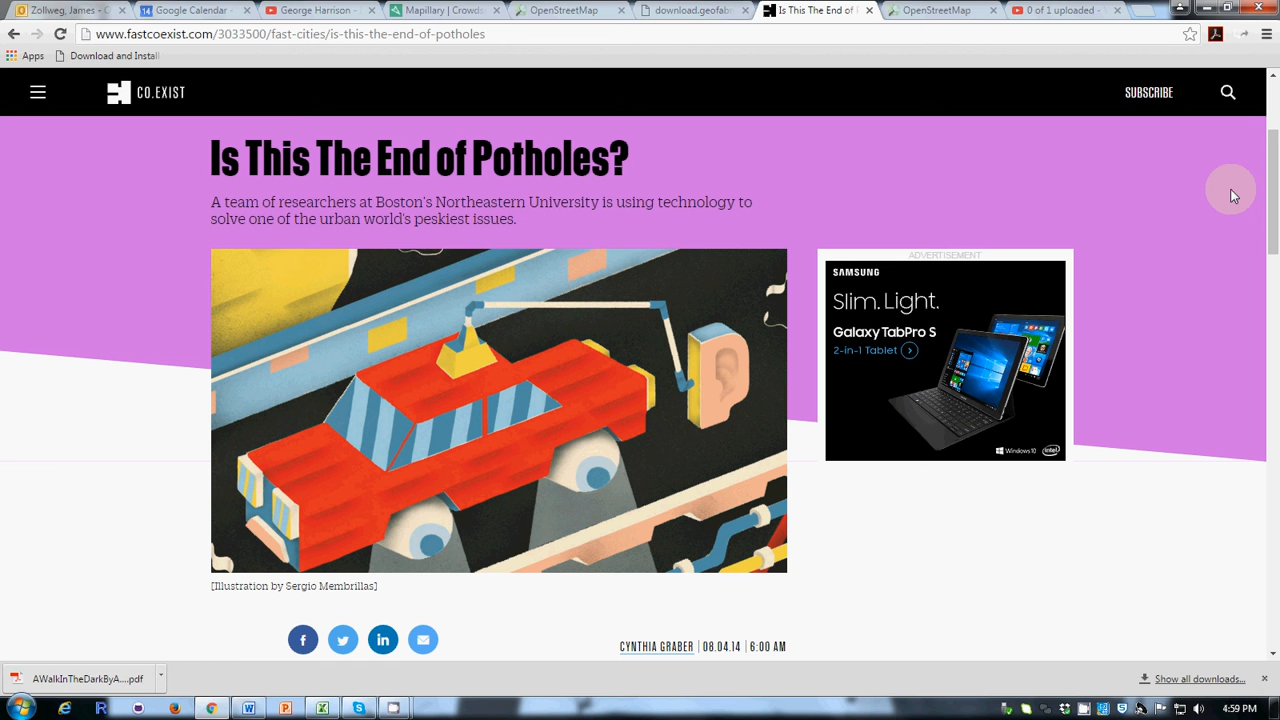 Zollweg, James - C
Google Calendar -
George Harrison -
Mapillary | Crowds
OpenStreetMap
download.geofab
Is This The End of
OpenStreetMap
0 of 1 uploaded -
www.fastcoexist.com/3033500/fast-cities/is-this-the-end-of-potholes
Apps
Download and Install
CO.EXIST
SUBSCRIBE
Is This The End of Potholes?
A team of researchers at Boston's Northeastern University is using technology to
solve one of the urban world's peskiest issues.
ADVERTISEMENT
SAMSUNG
Slim. Light.
Galaxy TabPro S
2-in-1 Tablet
Windows 10
intel
[Illustration by Sergio Membrillas]
CYNTHIA GRABER | 08.04.14 | 6:00 AM
AWalkInTheDarkByA....pdf
Show all downloads...
4:59 PM